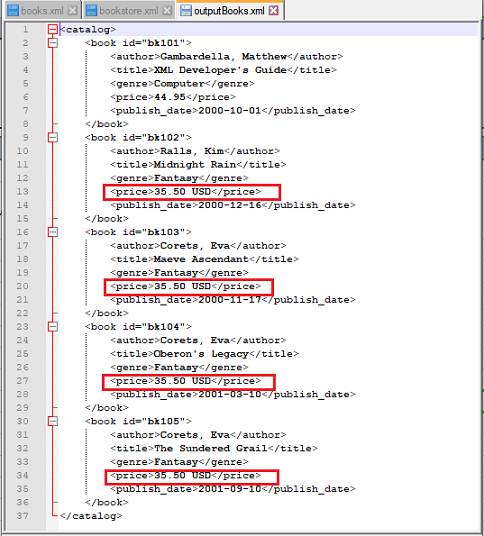 books.xml bookstore.xml outputBooks.xml
1 <catalog>
2 <book id="bk101">
3 <author>Gambardella, Matthew</author>
4 <title>XML Developer's Guide</title>
5 <genre>Computer</genre>
6 <price>44.95</price>
7 <publish_date>2000-10-01</publish_date>
8 </book>
9 <book id="bk102">
10 <author>Ralls, Kim</author>
11 <title>Midnight Rain</title>
12 <genre>Fantasy</genre>
13 <price>35.50 USD</price>
14 <publish_date>2000-12-16</publish_date>
15 </book>
16 <book id="bk103">
17 <author>Corets, Eva</author>
18 <title>Maeve Ascendant</title>
19 <genre>Fantasy</genre>
20 <price>35.50 USD</price>
21 <publish_date>2000-11-17</publish_date>
22 </book>
23 <book id="bk104">
24 <author>Corets, Eva</author>
25 <title>Oberon's Legacy</title>
26 <genre>Fantasy</genre>
27 <price>35.50 USD</price>
28 <publish_date>2001-03-10</publish_date>
29 </book>
30 <book id="bk105">
31 <author>Corets, Eva</author>
32 <title>The Sundered Grail</title>
33 <genre>Fantasy</genre>
34 <price>35.50 USD</price>
35 <publish_date>2001-09-10</publish_date>
36 </book>
37 </catalog>